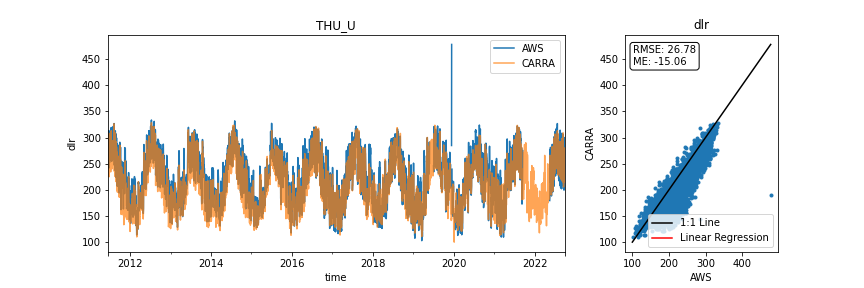 THU_U
dlr
450
400
350
300
250
200
150
100
2012
2014
2016
2018
2020
2022
time
AWS
CARRA
dlr
CARRA
450
400
350
300
250
200
150
100
100
200
300
400
AWS
RMSE: 26.78
ME: -15.06
1:1 Line
Linear Regression